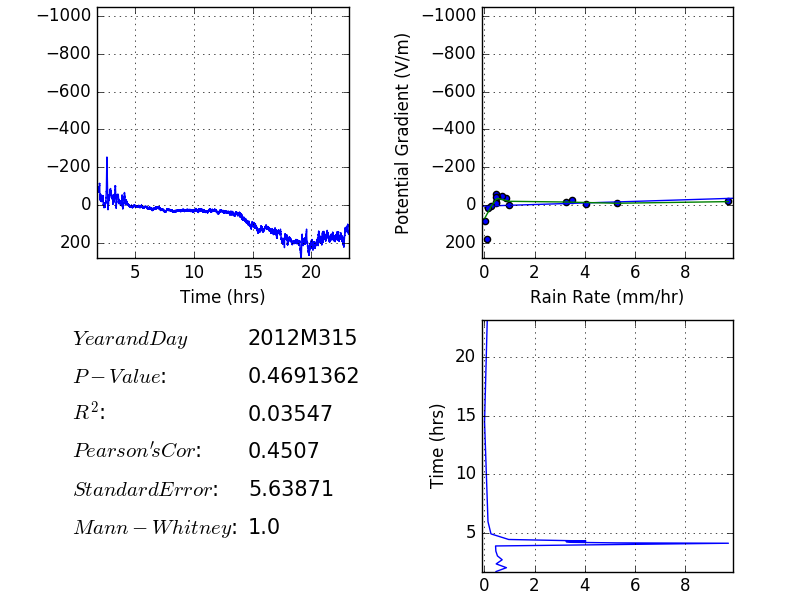 −1000
−800
−600
−400
−200
0
200
5 10 15 20
Time (hrs)
Potential Gradient (V/m)
−1000
−800
−600
−400
−200
0
200
0 2 4 6 8
Rain Rate (mm/hr)
YearandDay 2012M315
P−Value: 0.4691362
R²: 0.03547
Pearson'sCor: 0.4507
StandardError: 5.63871
Mann−Whitney: 1.0
Time (hrs)
20
15
10
5
0 2 4 6 8